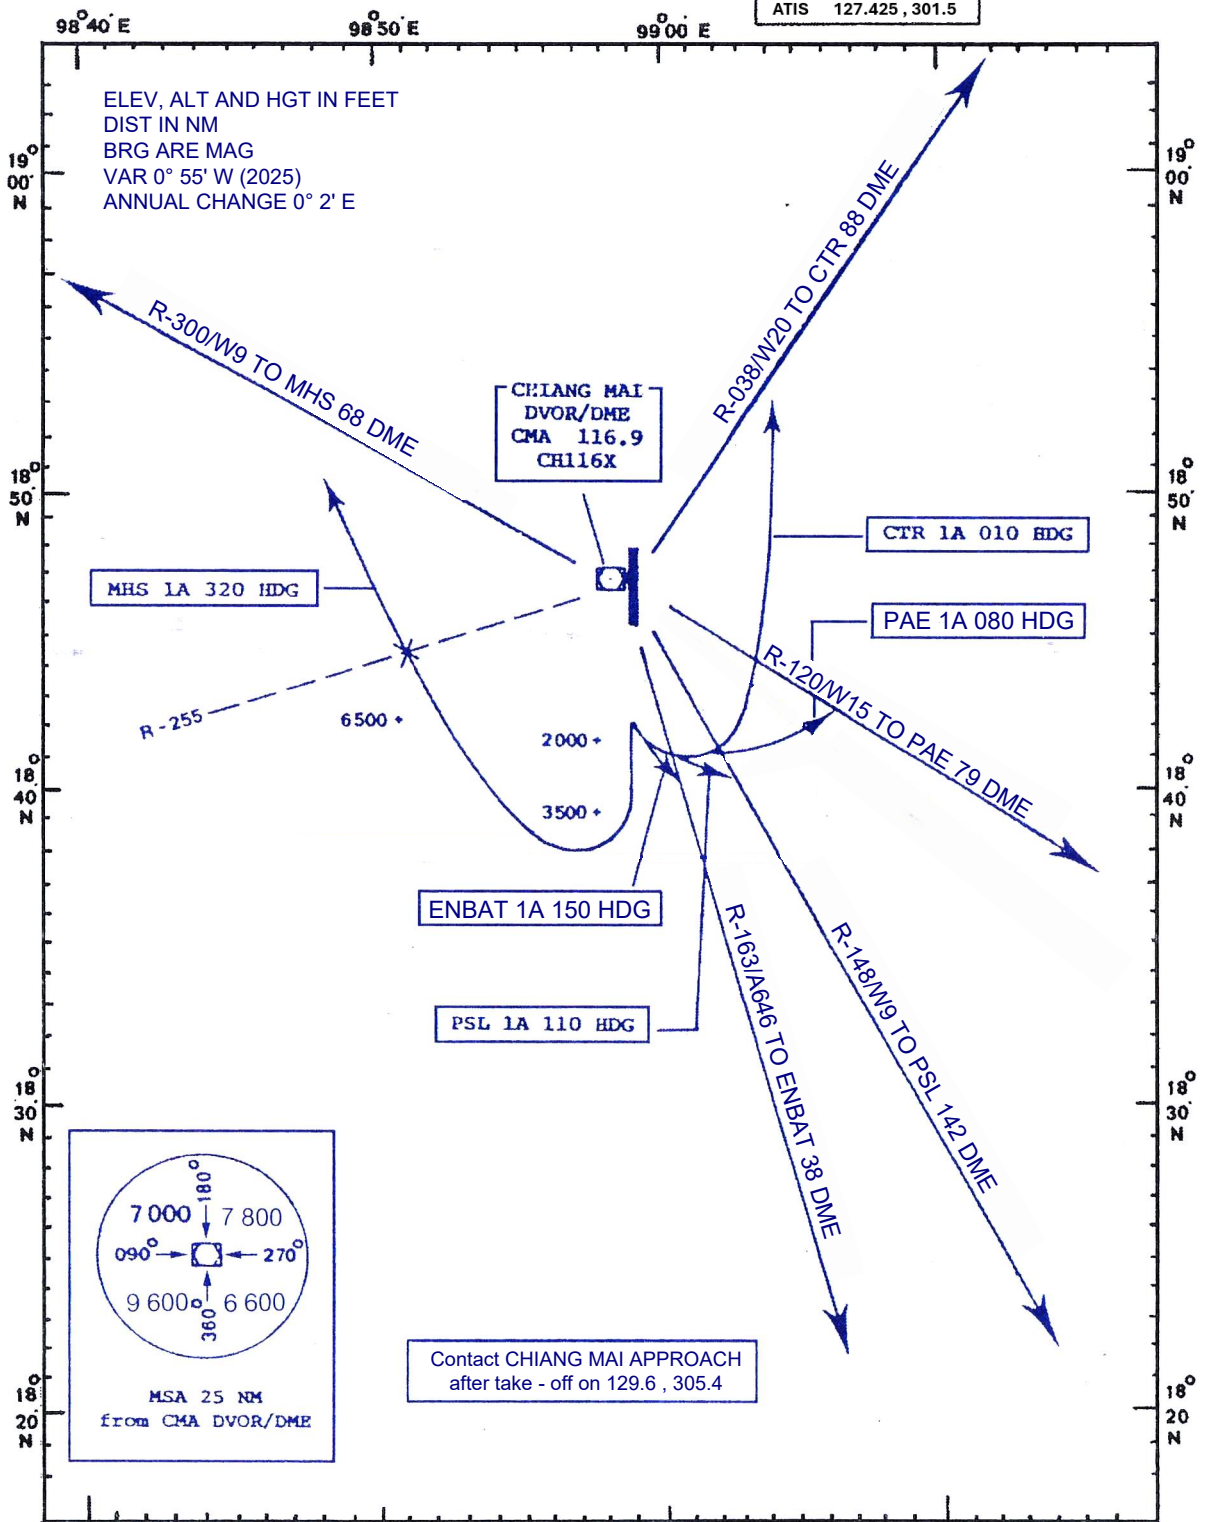 ATIS 127.425 , 301.5
98° 40' E
98° 50' E
99° 00' E
ELEV, ALT AND HGT IN FEET
DIST IN NM
BRG ARE MAG
VAR 0° 55' W (2025)
ANNUAL CHANGE 0° 2' E
19°
00'
N
19°
00'
N
R-038/W20 TO CTR 88 DME
R-300/W9 TO MHS 68 DME
CHIANG MAI
DVOR/DME
CMA 116.9
CH116X
18°
50'
N
18°
50'
N
CTR 1A 010 HDG
MHS 1A 320 HDG
PAE 1A 080 HDG
R-120/W15 TO PAE 79 DME
R-255
6500 +
2000 +
3500 +
18°
40'
N
18°
40'
N
ENBAT 1A 150 HDG
R-163/A646 TO ENBAT 38 DME
R-148/W9 TO PSL 142 DME
PSL 1A 110 HDG
18°
30'
N
18°
30'
N
180°
7 000
7 800
090°
270°
9 600
6 600
360°
MSA 25 NM
from CMA DVOR/DME
Contact CHIANG MAI APPROACH
after take - off on 129.6 , 305.4
18°
20'
N
18°
20
N